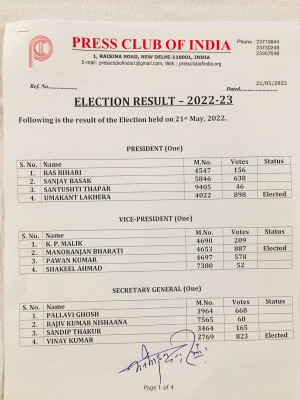 PRESS CLUB OF INDIA
Phone : 23719844
23730248
23357048
1, RAISINA ROAD, NEW DELHI-110001, INDIA
E-mail: pressclubofindia1@gmail.com, Web : pressclubofindia.org
Ref. No.
22/05/2022
Dated
ELECTION RESULT – 2022-23
Following is the result of the Election held on 21st May, 2022.
PRESIDENT (One)
S. No. Name M.No. Votes Status
1. RAS BIHARI 4547 156
2. SANJAY BASAK 5846 638
3. SANTUSHTI THAPAR 9405 46
4. UMAKANT LAKHERA 4022 898 Elected
VICE-PRESIDENT (One)
S. No. Name M.No. Votes Status
1. K. P. MALIK 4690 209
2. MANORANJAN BHARATI 4653 887 Elected
3. PAWAN KUMAR 4697 578
4. SHAKEEL AHMAD 7380 52
SECRETARY GENERAL (One)
S. No. Name M.No. Votes Status
1. PALLAVI GHOSH 3964 668
2. RAJIV KUMAR NISHAANA 7565 68
3. SANDIP THAKUR 3464 165
4. VINAY KUMAR 2769 823 Elected
Page 1 of 4